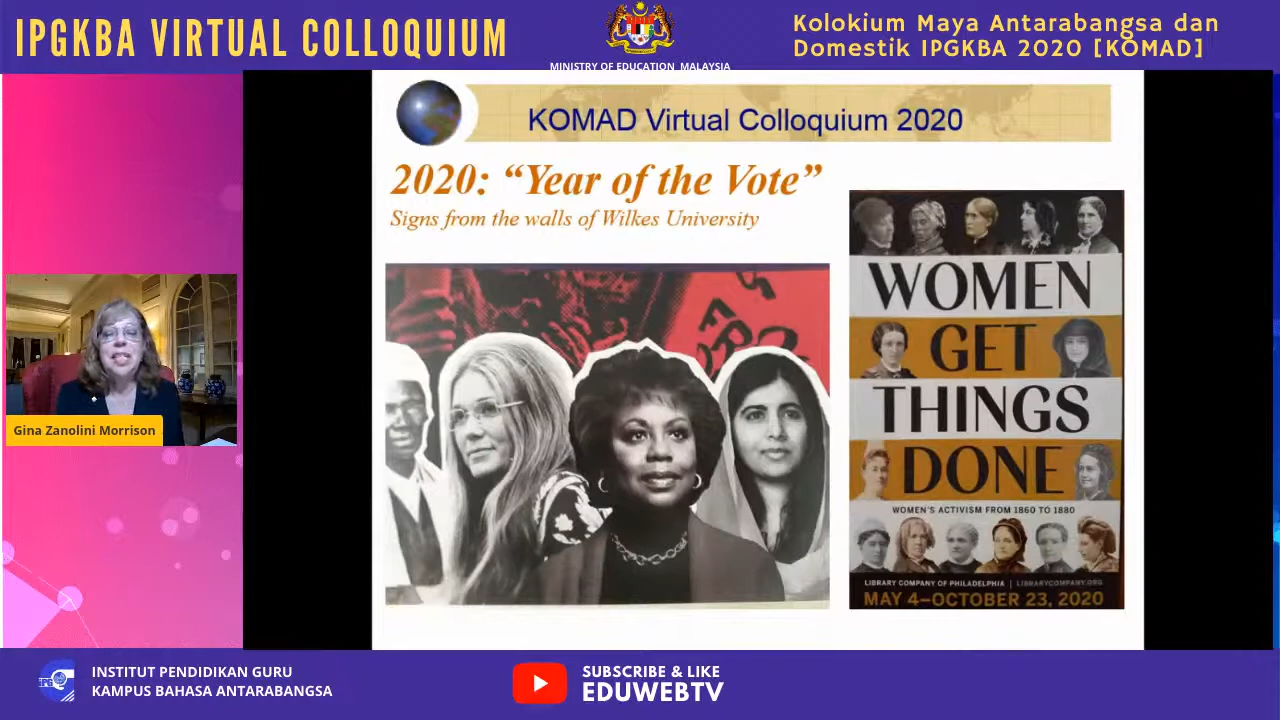 IPGKBA VIRTUAL COLLOQUIUM
MINISTRY OF EDUCATION MALAYSIA
Kolokium Maya Antarabangsa dan
Domestik IPGKBA 2020 [KOMAD]
KOMAD Virtual Colloquium 2020
2020: “Year of the Vote”
Signs from the walls of Wilkes University
WOMEN
GET
THINGS
DONE
WOMEN'S ACTIVISM FROM 1860 TO 1880
LIBRARY COMPANY OF PHILADELPHIA | LIBRARYCOMPANY.ORG
MAY 4–OCTOBER 23, 2020
Gina Zanolini Morrison
IPG
INSTITUT PENDIDIKAN GURU
KAMPUS BAHASA ANTARABANGSA
SUBSCRIBE & LIKE
EDUWEBTV